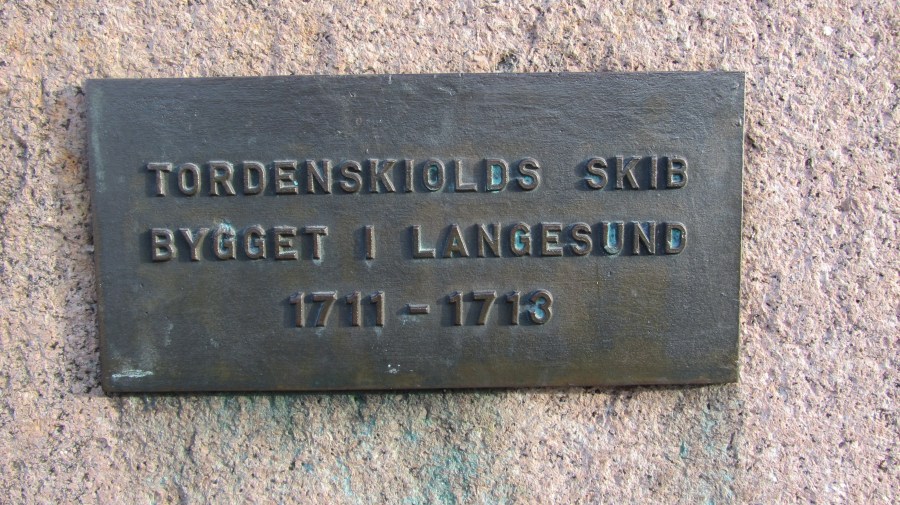 TORDENSKIOLDS SKIB
BYGGET I LANGESUND
1711 - 1713